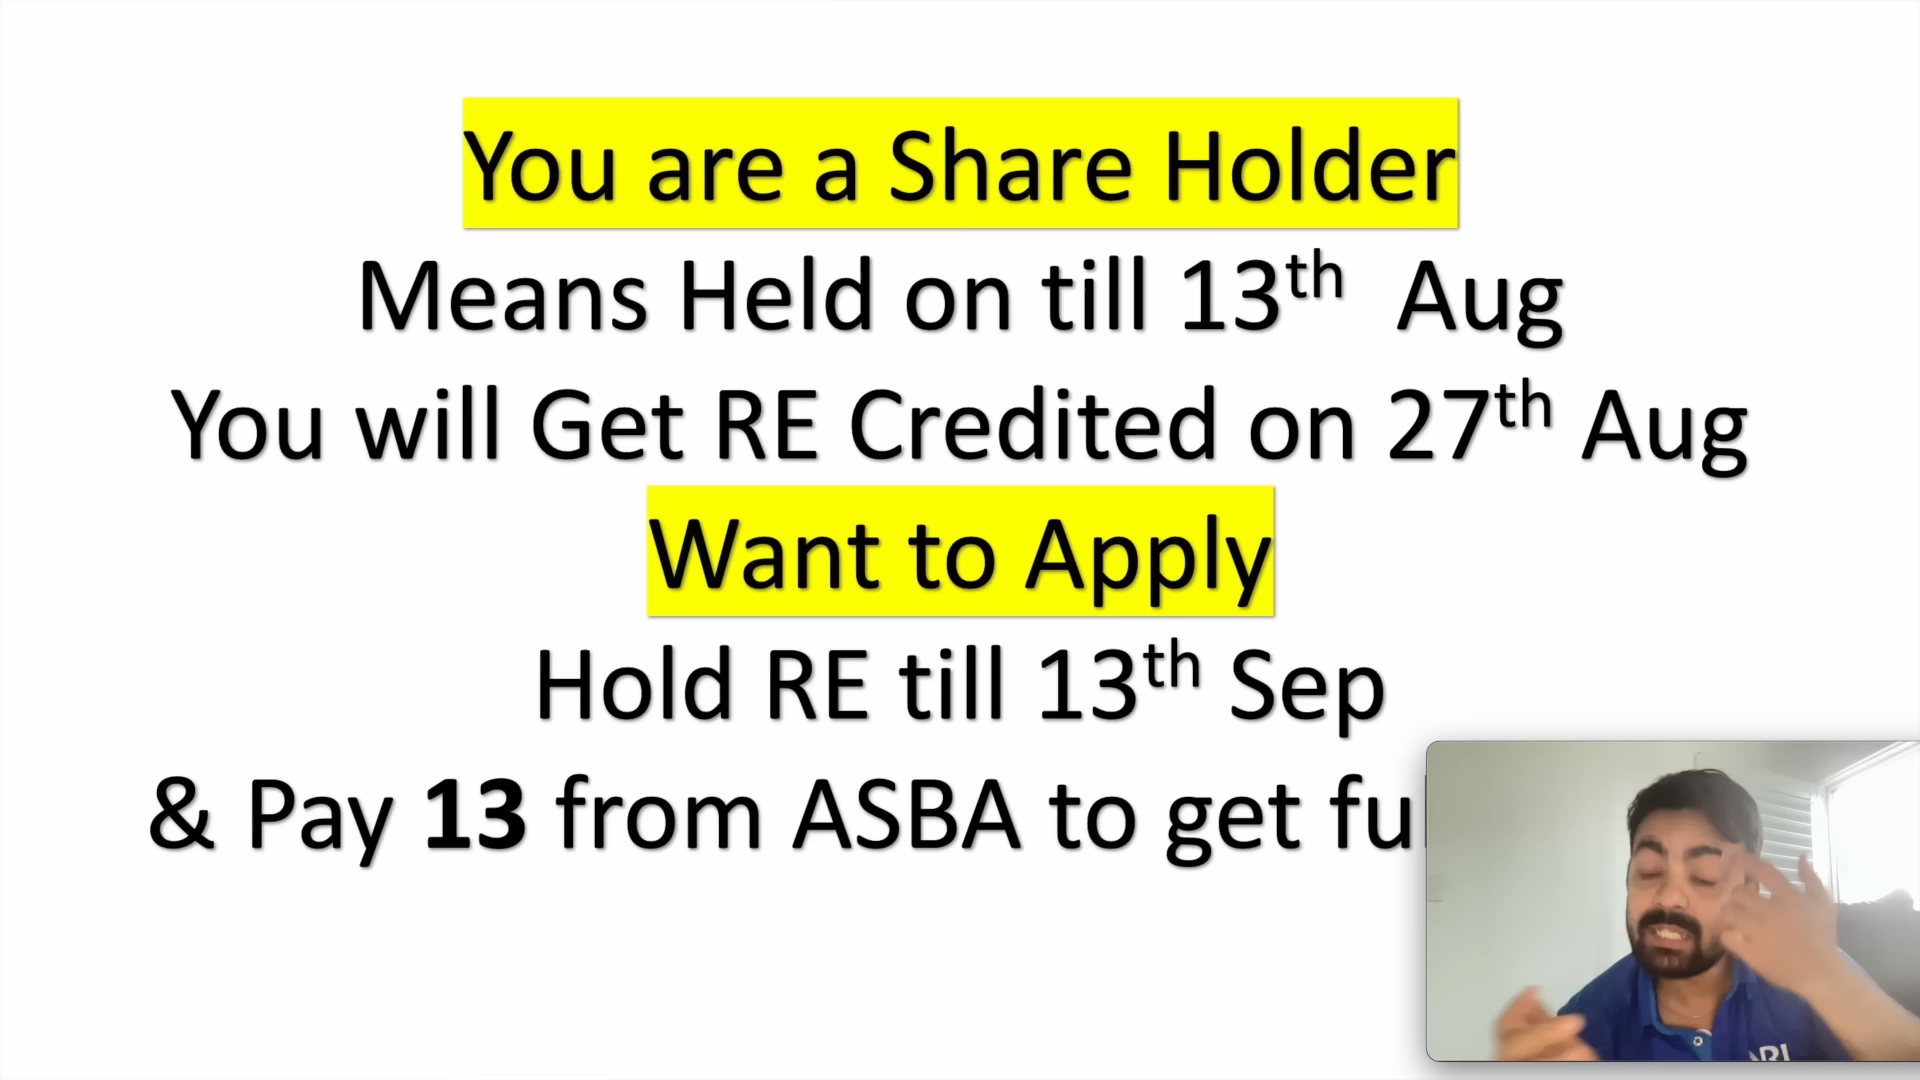 You are a Share Holder
Means Held on till 13th Aug
You will Get RE Credited on 27th Aug
Want to Apply
Hold RE till 13th Sep
& Pay 13 from ASBA to get